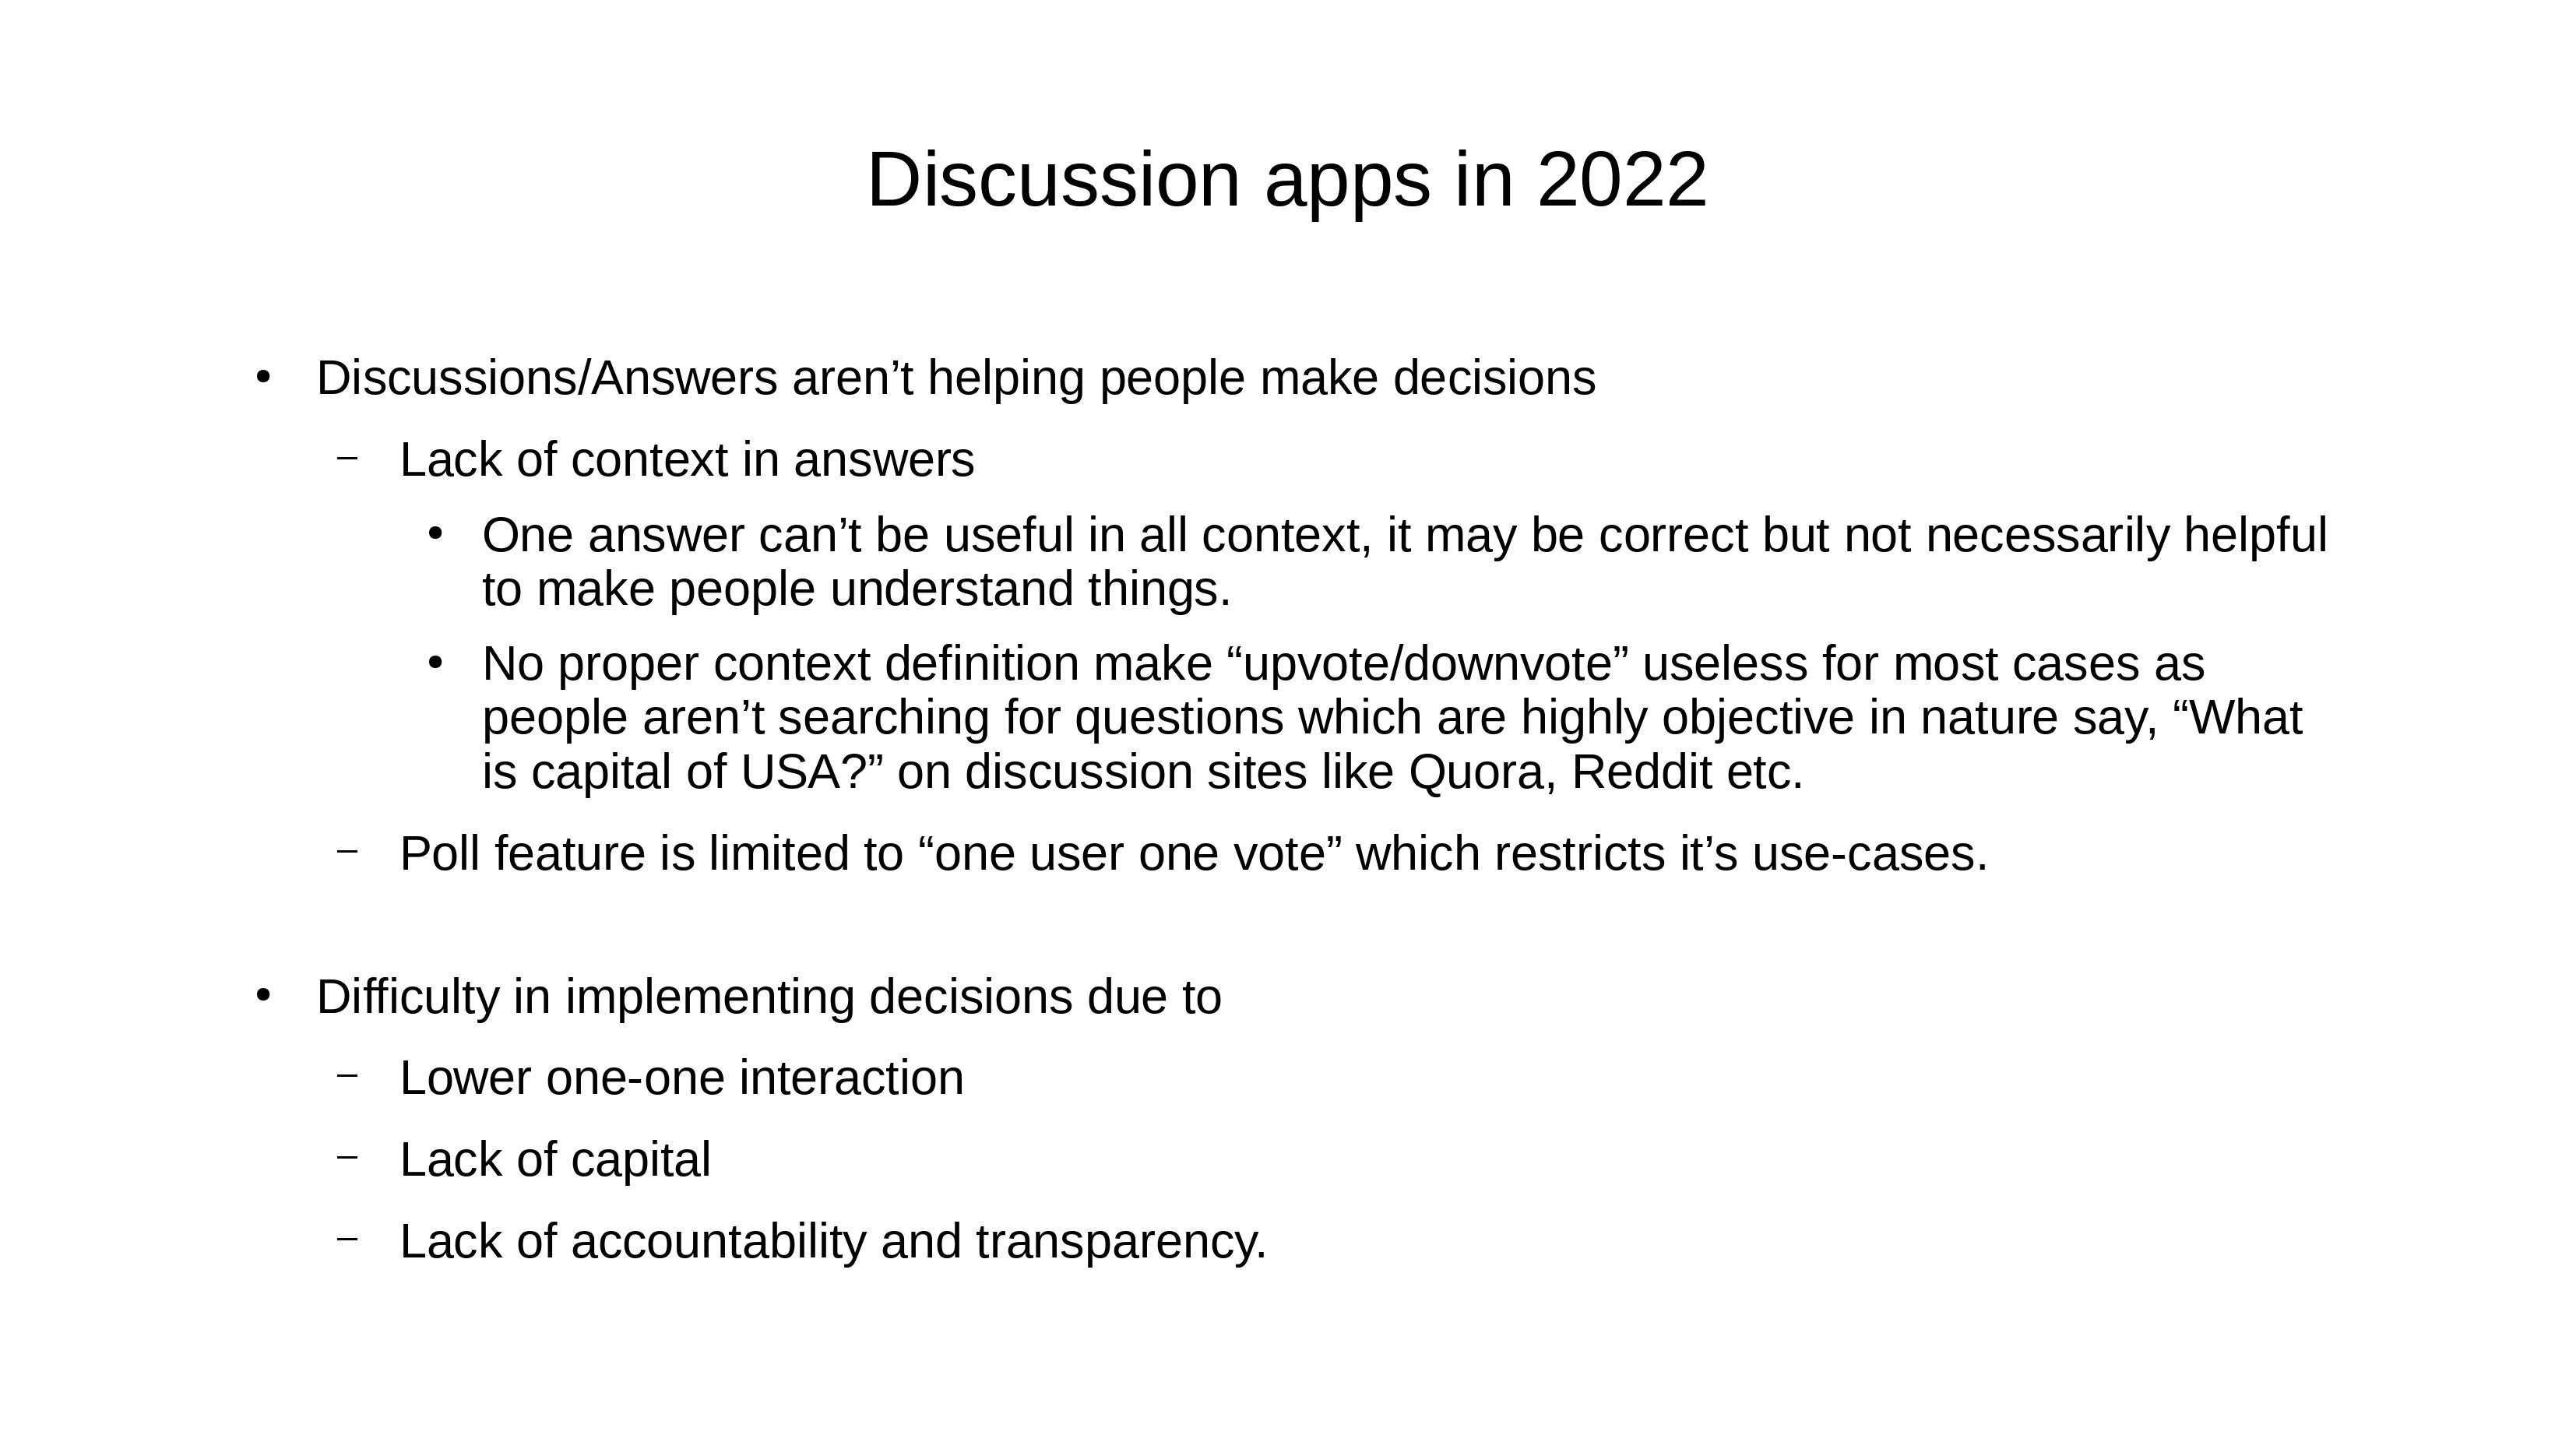 Discussion apps in 2022
• Discussions/Answers aren’t helping people make decisions
– Lack of context in answers
• One answer can’t be useful in all context, it may be correct but not necessarily helpful
to make people understand things.
• No proper context definition make “upvote/downvote” useless for most cases as
people aren’t searching for questions which are highly objective in nature say, “What
is capital of USA?” on discussion sites like Quora, Reddit etc.
– Poll feature is limited to “one user one vote” which restricts it’s use-cases.
• Difficulty in implementing decisions due to
– Lower one-one interaction
– Lack of capital
– Lack of accountability and transparency.